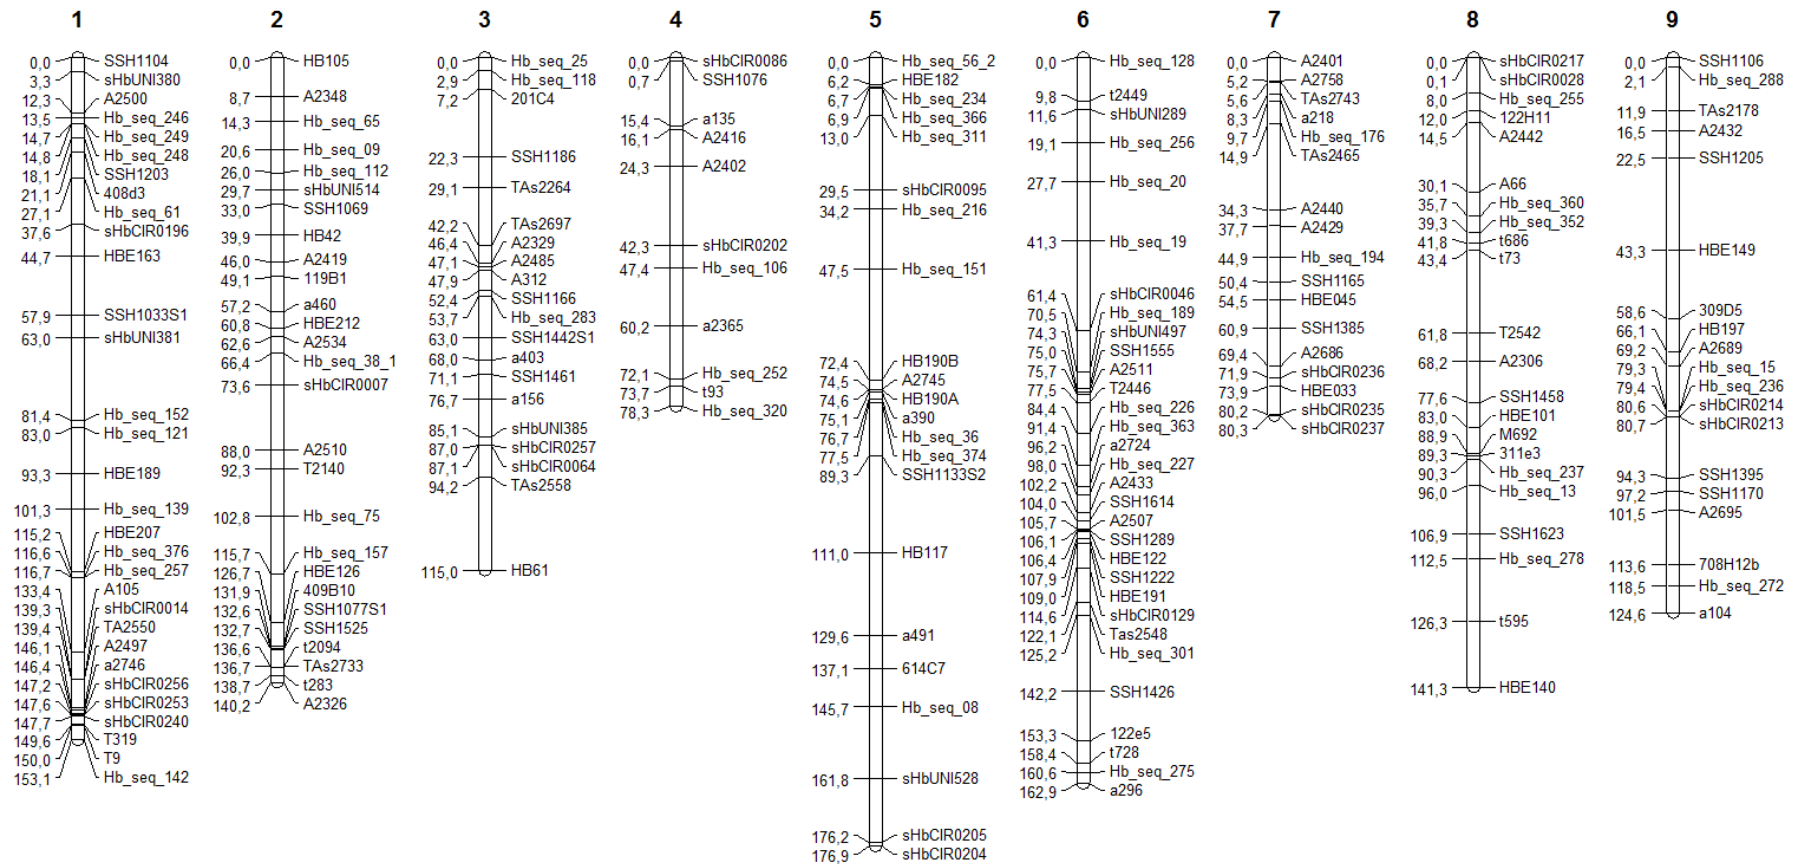 1
0,0 SSH1104
3,3 sHbUNI380
12,3 A2500
13,5 Hb_seq_246
14,7 Hb_seq_249
14,8 Hb_seq_248
18,1 SSH1203
21,1 408d3
27,1 Hb_seq_61
37,6 sHbCIR0196
44,7 HBE163
57,9 SSH1033S1
63,0 sHbUNI381
81,4 Hb_seq_152
83,0 Hb_seq_121
93,3 HBE189
101,3 Hb_seq_139
115,2 HBE207
116,6 Hb_seq_376
116,7 Hb_seq_257
133,4 A105
139,3 sHbCIR0014
139,4 TA2550
146,1 A2497
146,4 a2746
147,2 sHbCIR0256
147,6 sHbCIR0253
147,7 sHbCIR0240
149,6 T319
150,0 T9
153,1 Hb_seq_142
2
0,0 HB105
8,7 A2348
14,3 Hb_seq_65
20,6 Hb_seq_09
26,0 Hb_seq_112
29,7 sHbUNI514
33,0 SSH1069
39,9 HB42
46,0 A2419
49,1 119B1
57,2 a460
60,8 HBE212
62,6 A2534
66,4 Hb_seq_38_1
73,6 sHbCIR0007
88,0 A2510
92,3 T2140
102,8 Hb_seq_75
115,7 Hb_seq_157
126,7 HBE126
131,9 409B10
132,6 SSH1077S1
132,7 SSH1525
136,6 t2094
136,7 TAs2733
138,7 t283
140,2 A2326
3
0,0 Hb_seq_25
2,9 Hb_seq_118
7,2 201C4
22,3 SSH1186
29,1 TAs2264
42,2 TAs2697
46,4 A2329
47,1 A2485
47,9 A312
52,4 SSH1166
53,7 Hb_seq_283
63,0 SSH1442S1
68,0 a403
71,1 SSH1461
76,7 a156
85,1 sHbUNI385
87,0 sHbCIR0257
87,1 sHbCIR0064
94,2 TAs2558
115,0 HB61
4
0,0 sHbCIR0086
0,7 SSH1076
15,4 a135
16,1 A2416
24,3 A2402
42,3 sHbCIR0202
47,4 Hb_seq_106
60,2 a2365
72,1 Hb_seq_252
73,7 t93
78,3 Hb_seq_320
5
0,0 Hb_seq_56_2
6,2 HBE182
6,7 Hb_seq_234
6,9 Hb_seq_366
13,0 Hb_seq_311
29,5 sHbCIR0095
34,2 Hb_seq_216
47,5 Hb_seq_151
72,4 HB190B
74,5 A2745
74,6 HB190A
75,1 a390
76,7 Hb_seq_36
77,5 Hb_seq_374
89,3 SSH1133S2
111,0 HB117
129,6 a491
137,1 614C7
145,7 Hb_seq_08
161,8 sHbUNI528
176,2 sHbCIR0205
176,9 sHbCIR0204
6
0,0 Hb_seq_128
9,8 t2449
11,6 sHbUNI289
19,1 Hb_seq_256
27,7 Hb_seq_20
41,3 Hb_seq_19
61,4 sHbCIR0046
70,5 Hb_seq_189
74,3 sHbUNI497
75,0 SSH1555
75,7 A2511
77,5 T2446
84,4 Hb_seq_226
91,4 Hb_seq_363
96,2 a2724
98,0 Hb_seq_227
102,2 A2433
104,0 SSH1614
105,7 A2507
106,1 SSH1289
106,4 HBE122
107,9 SSH1222
109,0 HBE191
114,6 sHbCIR0129
122,1 Tas2548
125,2 Hb_seq_301
142,2 SSH1426
153,3 122e5
158,4 t728
160,6 Hb_seq_275
162,9 a296
7
0,0 A2401
5,2 A2758
5,6 TAs2743
8,3 a218
9,7 Hb_seq_176
14,9 TAs2465
34,3 A2440
37,7 A2429
44,9 Hb_seq_194
50,4 SSH1165
54,5 HBE045
60,9 SSH1385
69,4 A2686
71,9 sHbCIR0236
73,9 HBE033
80,2 sHbCIR0235
80,3 sHbCIR0237
8
0,0 sHbCIR0217
0,1 sHbCIR0028
8,0 Hb_seq_255
12,0 122H11
14,5 A2442
30,1 A66
35,7 Hb_seq_360
39,3 Hb_seq_352
41,8 t686
43,4 t73
61,8 T2542
68,2 A2306
77,6 SSH1458
83,0 HBE101
88,9 M692
89,3 311e3
90,3 Hb_seq_237
96,0 Hb_seq_13
106,9 SSH1623
112,5 Hb_seq_278
126,3 t595
141,3 HBE140
9
0,0 SSH1106
2,1 Hb_seq_288
11,9 TAs2178
16,5 A2432
22,5 SSH1205
43,3 HBE149
58,6 309D5
66,1 HB197
69,2 A2689
79,3 Hb_seq_15
79,4 Hb_seq_236
80,6 sHbCIR0214
80,7 sHbCIR0213
94,3 SSH1395
97,2 SSH1170
101,5 A2695
113,6 708H12b
118,5 Hb_seq_272
124,6 a104